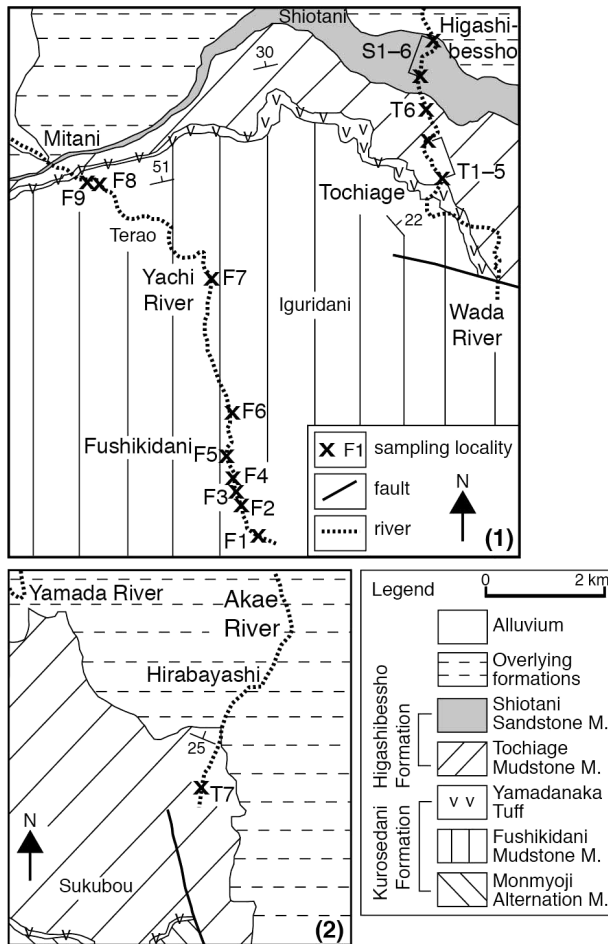 Shiotani
Higashi-
bessho
S1–6
30
T6
Mitani
T1–5
51
F9
F8
Tochiage
22
Terao
Yachi
River
F7
Iguridani
Wada
River
F6
Fushikidani
F5
F4
F3
F2
F1
X F1 sampling locality
fault
river
N
(1)
Yamada River
Akae
River
Hirabayashi
25
T7
N
Sukubou
(2)
Legend
0 2 km
Alluvium
Overlying
formations
Higashibessho
Formation
Shiotani
Sandstone M.
Tochiage
Mudstone M.
Kurosedani
Formation
Yamadanaka
Tuff
Fushikidani
Mudstone M.
Monmyoji
Alternation M.